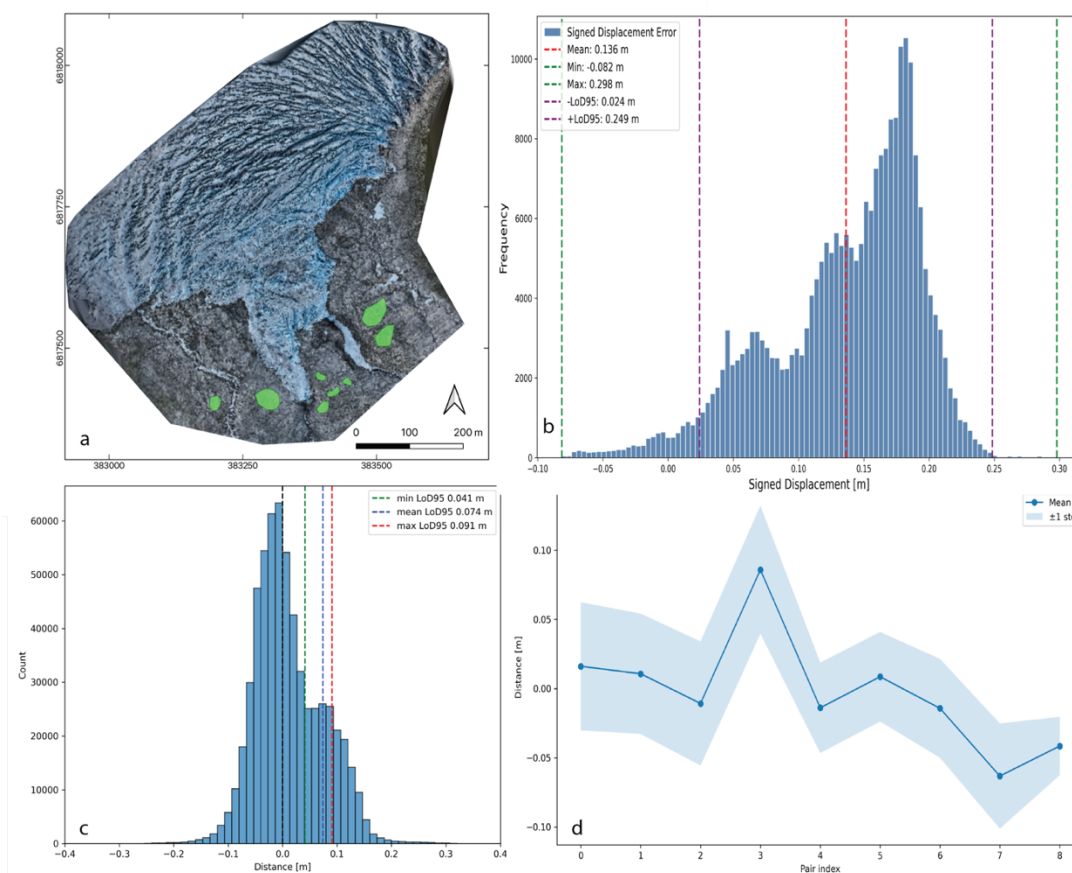 6818000
6817750
6817500
383000
383250
383500
0 100 200 m
a
Signed Displacement Error
Mean: 0.136 m
Min: -0.082 m
Max: 0.298 m
-LoD95: 0.024 m
+LoD95: 0.249 m
10000
8000
6000
4000
2000
0
Frequency
b
-0.10
-0.05
0.00
0.05
0.10
0.15
0.20
0.25
0.30
Signed Displacement [m]
min LoD95 0.041 m
mean LoD95 0.074 m
max LoD95 0.091 m
60000
50000
40000
30000
20000
10000
0
Count
c
−0.4
−0.3
−0.2
−0.1
0.0
0.1
0.2
0.3
0.4
Distance [m]
Mean
±1 st
0.10
0.05
0.00
−0.05
−0.10
Distance [m]
d
0
1
2
3
4
5
6
7
8
Pair index